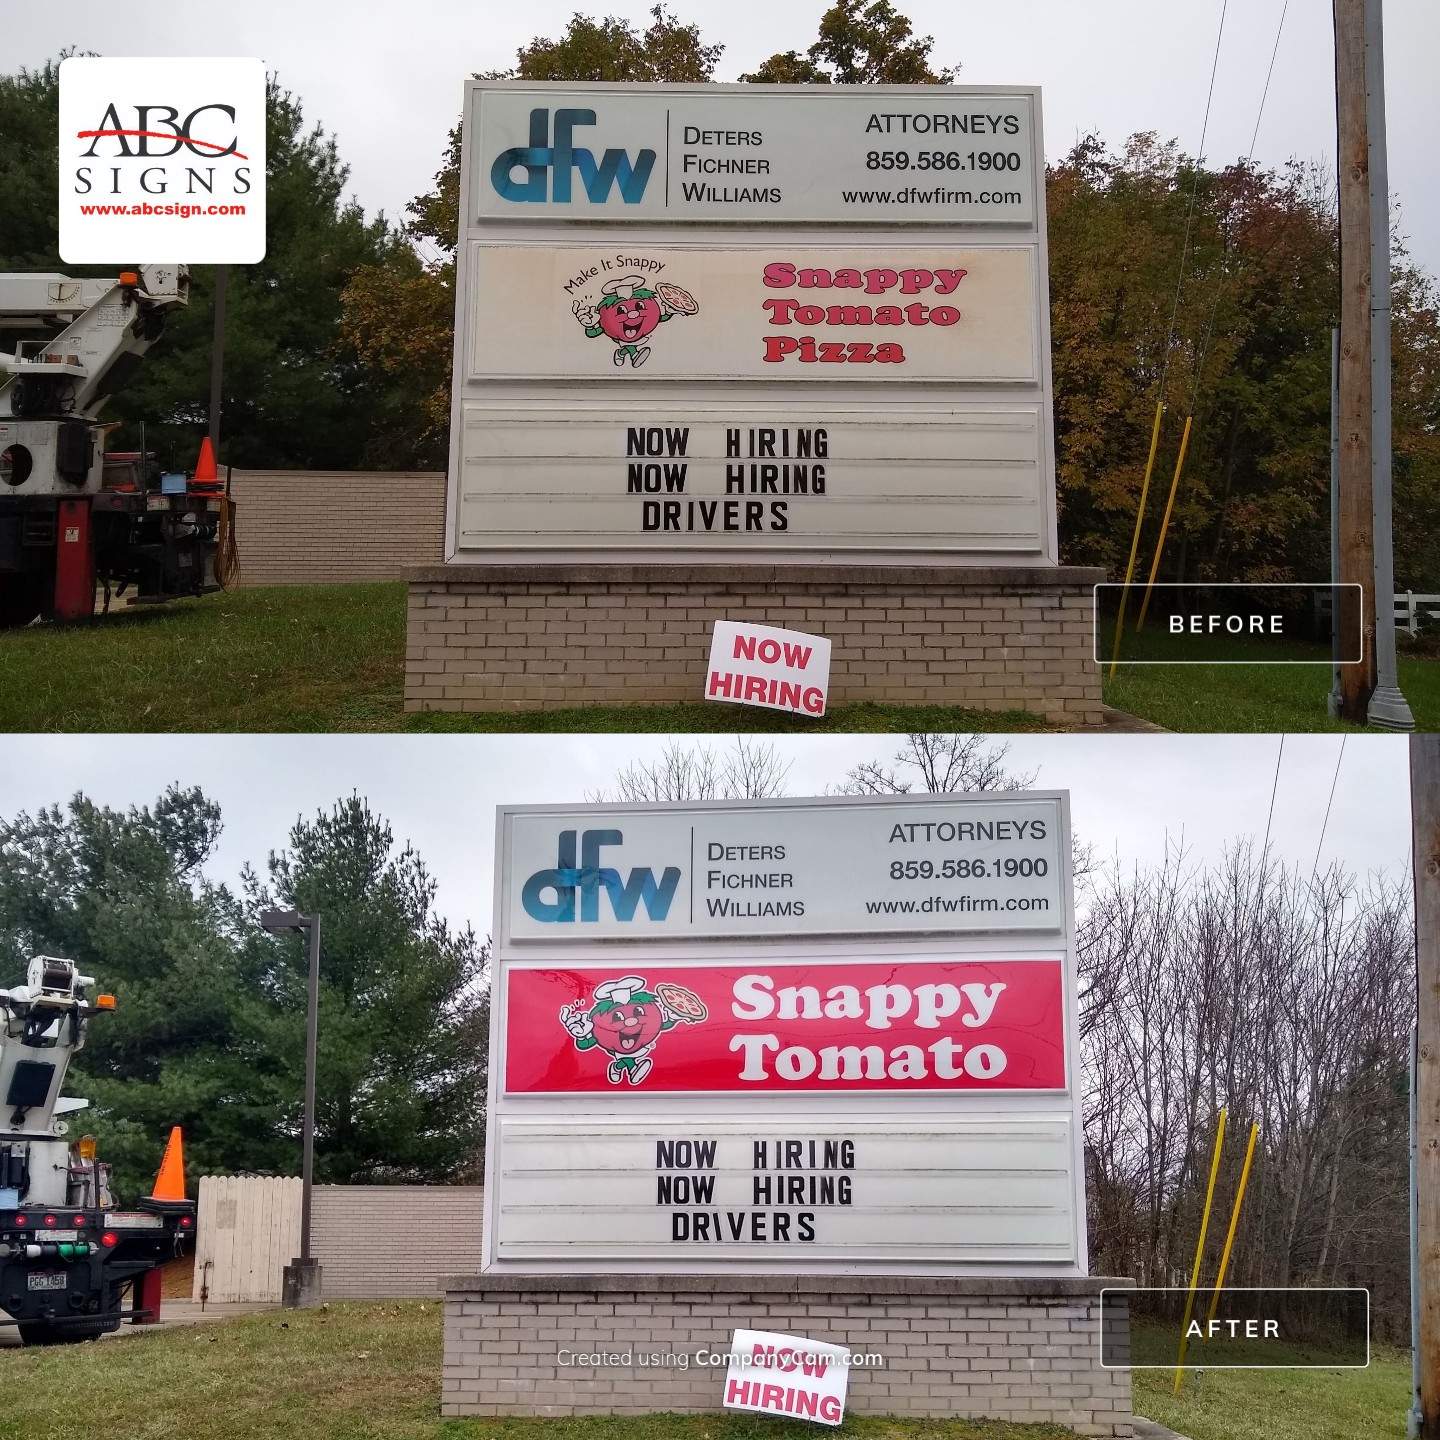 ABC
SIGNS
www.abcsign.com
dfw
DETERS
FICHNER
WILLIAMS
ATTORNEYS
859.586.1900
www.dfwfirm.com
Make It Snappy
Snappy
Tomato
Pizza
NOW HIRING
NOW HIRING
DRIVERS
NOW
HIRING
BEFORE
dfw
DETERS
FICHNER
WILLIAMS
ATTORNEYS
859.586.1900
www.dfwfirm.com
Snappy
Tomato
NOW HIRING
NOW HIRING
DRIVERS
NOW
HIRING
AFTER
Created using CompanyCam.com